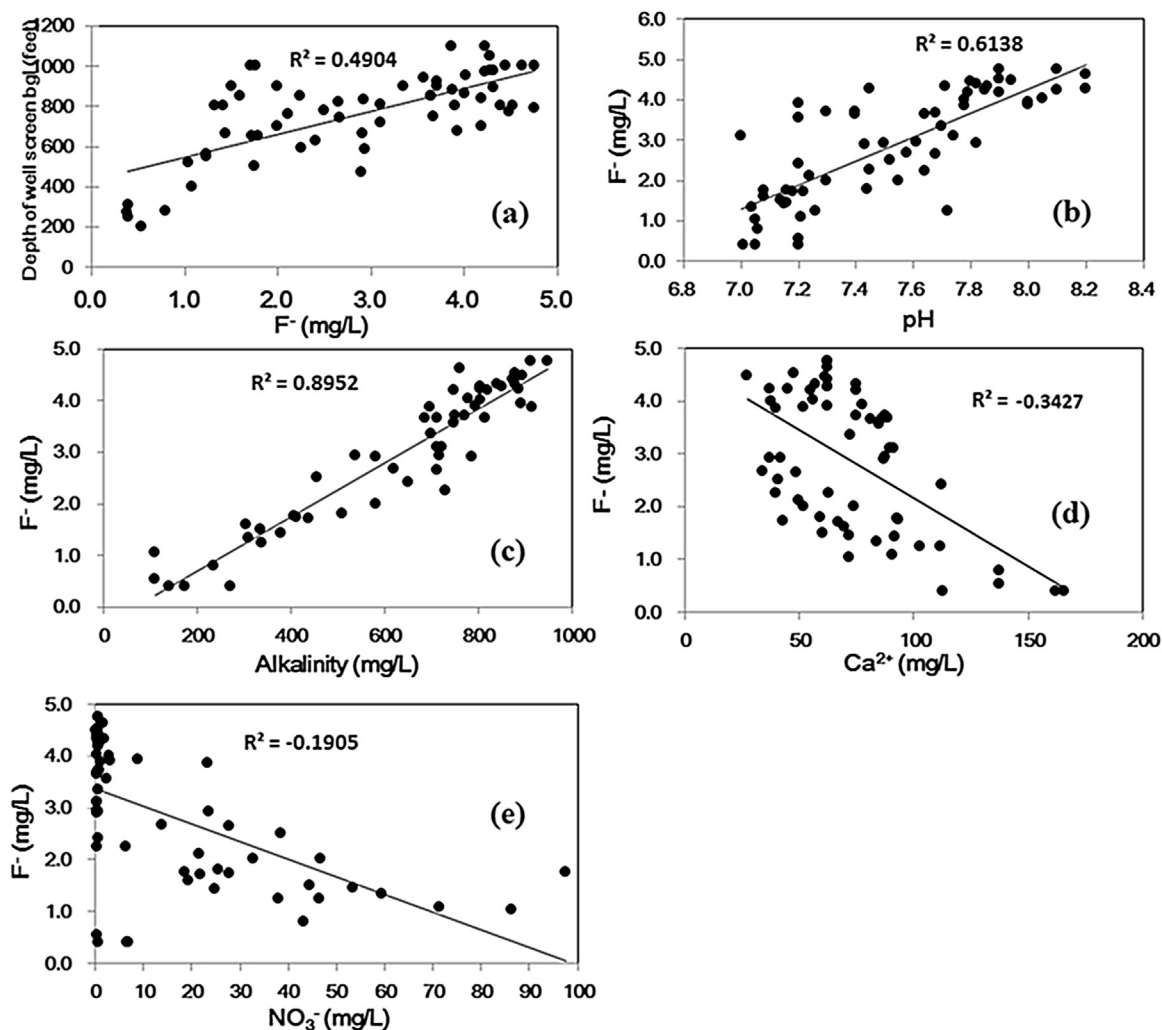 1200
1000
800
600
400
200
0
Depth of well screen bgL(feet)
R² = 0.4904
(a)
0.0 1.0 2.0 3.0 4.0 5.0
F⁻ (mg/L)
6.0
5.0
4.0
3.0
2.0
1.0
0.0
F⁻ (mg/L)
R² = 0.6138
(b)
6.8 7.0 7.2 7.4 7.6 7.8 8.0 8.2 8.4
pH
5.0
4.0
3.0
2.0
1.0
0.0
F⁻ (mg/L)
R² = 0.8952
(c)
0 200 400 600 800 1000
Alkalinity (mg/L)
5.0
4.0
3.0
2.0
1.0
0.0
F- (mg/L)
R² = -0.3427
(d)
0 50 100 150 200
Ca²⁺ (mg/L)
5.0
4.0
3.0
2.0
1.0
0.0
F⁻ (mg/L)
R² = -0.1905
(e)
0 10 20 30 40 50 60 70 80 90 100
NO₃⁻ (mg/L)